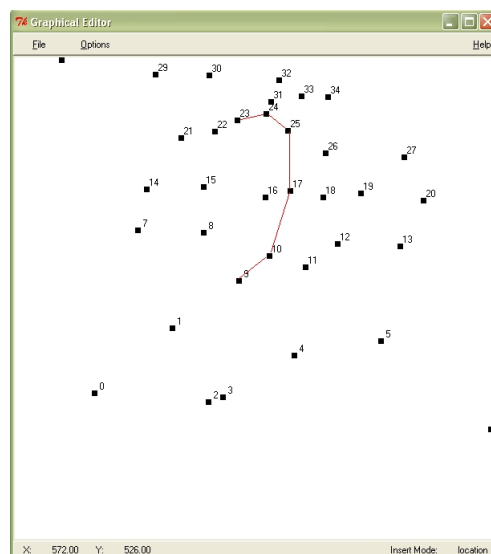 Graphical Editor
File Options Help
29 30 32
31 33 34
23 24 25
21 22 26 27
14 15 16 17 18 19 20
7 8 12 13
10 11
9
1 5
4
0 2 3
X: 572.00 Y: 526.00 Insert Mode: location